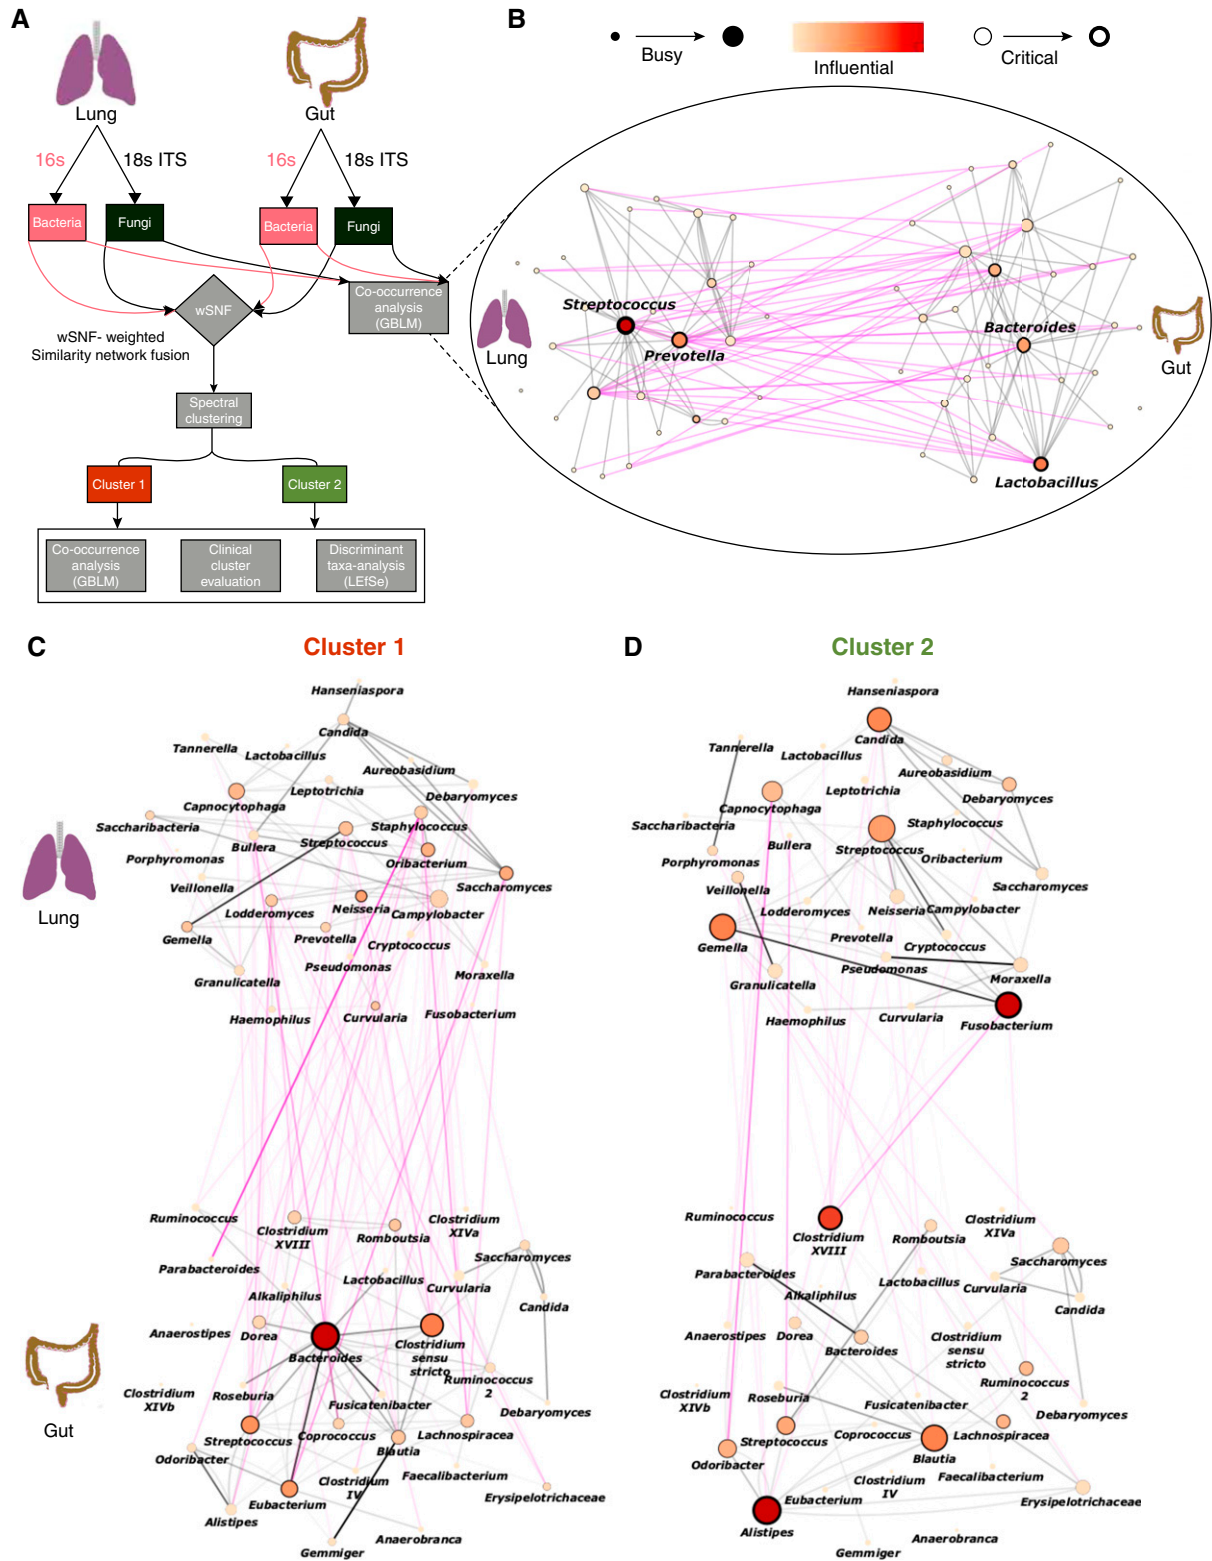 A
Lung
Gut
16s
18s ITS
16s
18s ITS
Bacteria
Fungi
Bacteria
Fungi
wSNF
Co-occurrence
analysis
(GBLM)
wSNF- weighted
Similarity network fusion
Spectral
clustering
Cluster 1
Cluster 2
Co-occurrence
analysis
(GBLM)
Clinical
cluster
evaluation
Discriminant
taxa-analysis
(LEfSe)
B
Busy
Influential
Critical
Lung
Streptococcus
Prevotella
Bacteroides
Lactobacillus
Gut
C
Cluster 1
Lung
Hanseniaspora
Candida
Tannerella
Lactobacillus
Aureobasidium
Capnocytophaga
Leptotrichia
Debaryomyces
Saccharibacteria
Staphylococcus
Bullera
Streptococcus
Oribacterium
Porphyromonas
Veillonella
Saccharomyces
Lodderomyces
Neisseria
Campylobacter
Gemella
Prevotella
Cryptococcus
Pseudomonas
Granulicatella
Moraxella
Haemophilus
Curvularia
Fusobacterium
Gut
Ruminococcus
Clostridium
XVIII
Romboutsia
Clostridium
XIVa
Saccharomyces
Parabacteroides
Lactobacillus
Curvularia
Alkaliphilus
Candida
Anaerostipes
Dorea
Bacteroides
Clostridium
sensu
stricto
Ruminococcus
2
Clostridium
XIVb
Roseburia
Fusicatenibacter
Debaryomyces
Streptococcus
Coprococcus
Blautia
Lachnospiracea
Odoribacter
Clostridium
IV
Faecalibacterium
Eubacterium
Erysipelotrichaceae
Alistipes
Anaerobranca
Gemmiger
D
Cluster 2
Hanseniaspora
Candida
Tannerella
Lactobacillus
Aureobasidium
Capnocytophaga
Leptotrichia
Debaryomyces
Saccharibacteria
Staphylococcus
Bullera
Streptococcus
Oribacterium
Porphyromonas
Veillonella
Saccharomyces
Lodderomyces
Neisseria
Campylobacter
Gemella
Prevotella
Cryptococcus
Pseudomonas
Granulicatella
Moraxella
Haemophilus
Curvularia
Fusobacterium
Ruminococcus
Clostridium
XVIII
Romboutsia
Clostridium
XIVa
Saccharomyces
Parabacteroides
Lactobacillus
Curvularia
Alkaliphilus
Candida
Anaerostipes
Dorea
Bacteroides
Clostridium
sensu
stricto
Ruminococcus
2
Clostridium
XIVb
Roseburia
Fusicatenibacter
Debaryomyces
Streptococcus
Coprococcus
Blautia
Lachnospiracea
Odoribacter
Clostridium
IV
Faecalibacterium
Eubacterium
Erysipelotrichaceae
Alistipes
Anaerobranca
Gemmiger